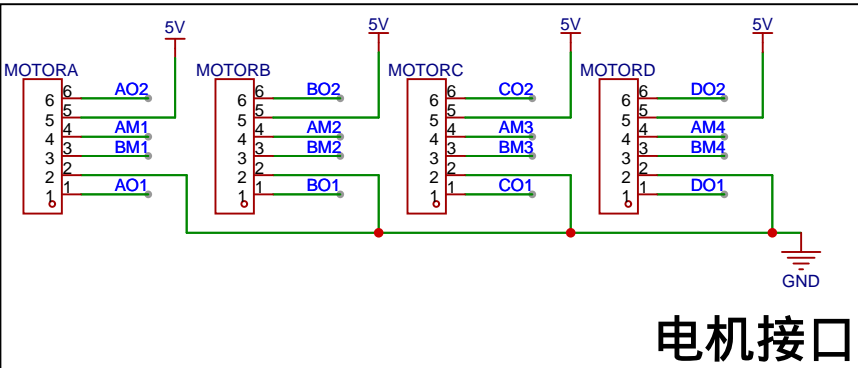 5V 5V 5V 5V
MOTORA MOTORB MOTORC MOTORD
6 6 AO2 6 6 BO2 6 6 CO2 6 6 DO2
5 5 5 5 5 5 5 5
4 4 AM1 4 4 AM2 4 4 AM3 4 4 AM4
3 3 BM1 3 3 BM2 3 3 BM3 3 3 BM4
2 2 2 2 2 2 2 2
1 1 AO1 1 1 BO1 1 1 CO1 1 1 DO1
GND
电机接口